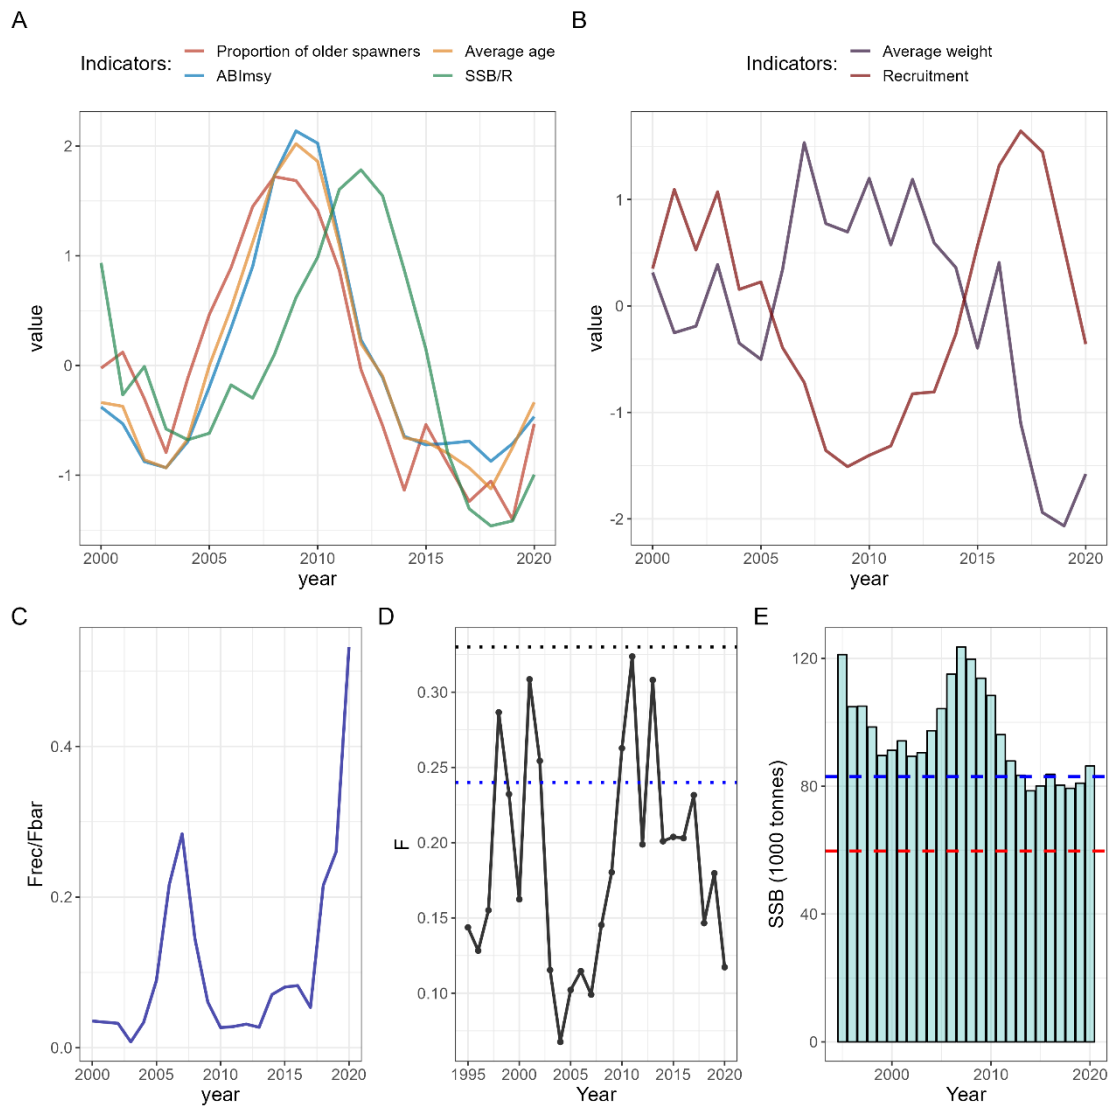 A
Indicators:
Proportion of older spawners
Average age
ABImsy
SSB/R
value
2
1
0
-1
2000 2005 2010 2015 2020
year
B
Indicators:
Average weight
Recruitment
value
1
0
-1
-2
2000 2005 2010 2015 2020
year
C
Frec/Fbar
0.4
0.2
0.0
2000 2005 2010 2015 2020
year
D
F
0.30
0.25
0.20
0.15
0.10
1995 2000 2005 2010 2015 2020
Year
E
SSB (1000 tonnes)
120
80
40
0
2000 2010 2020
Year